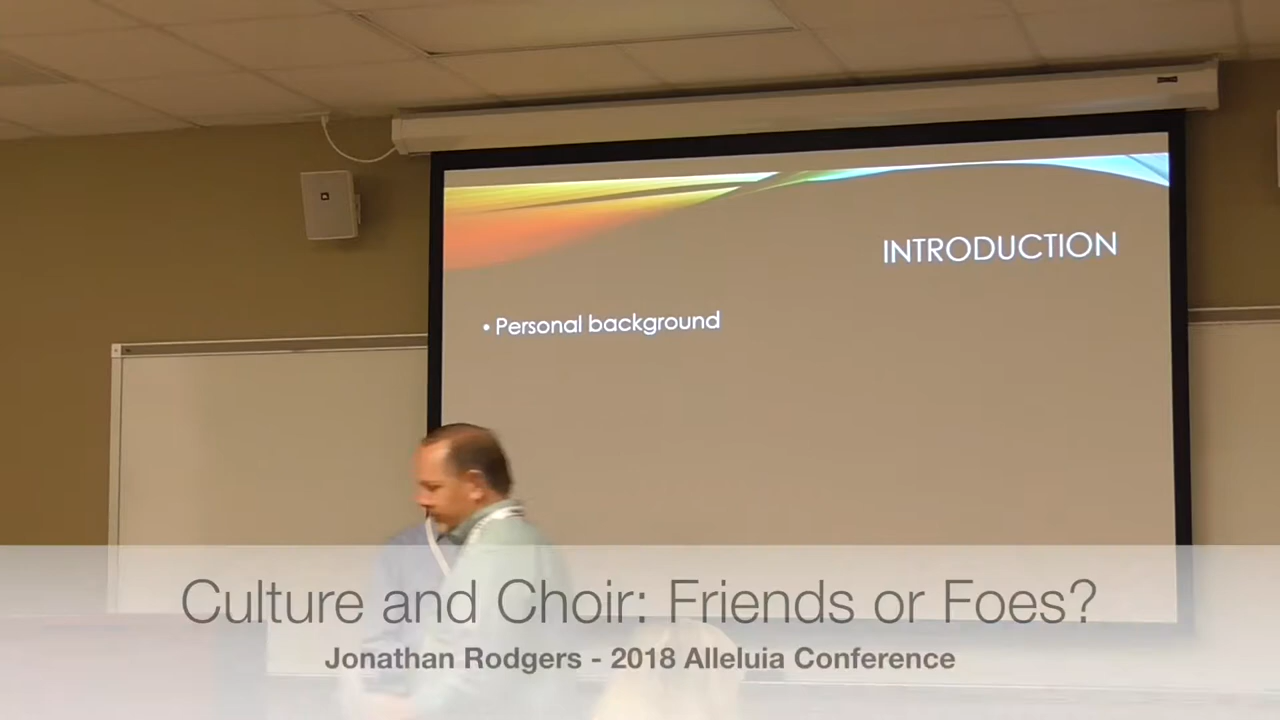 INTRODUCTION
• Personal background
Culture and Choir: Friends or Foes?
Jonathan Rodgers - 2018 Alleluia Conference